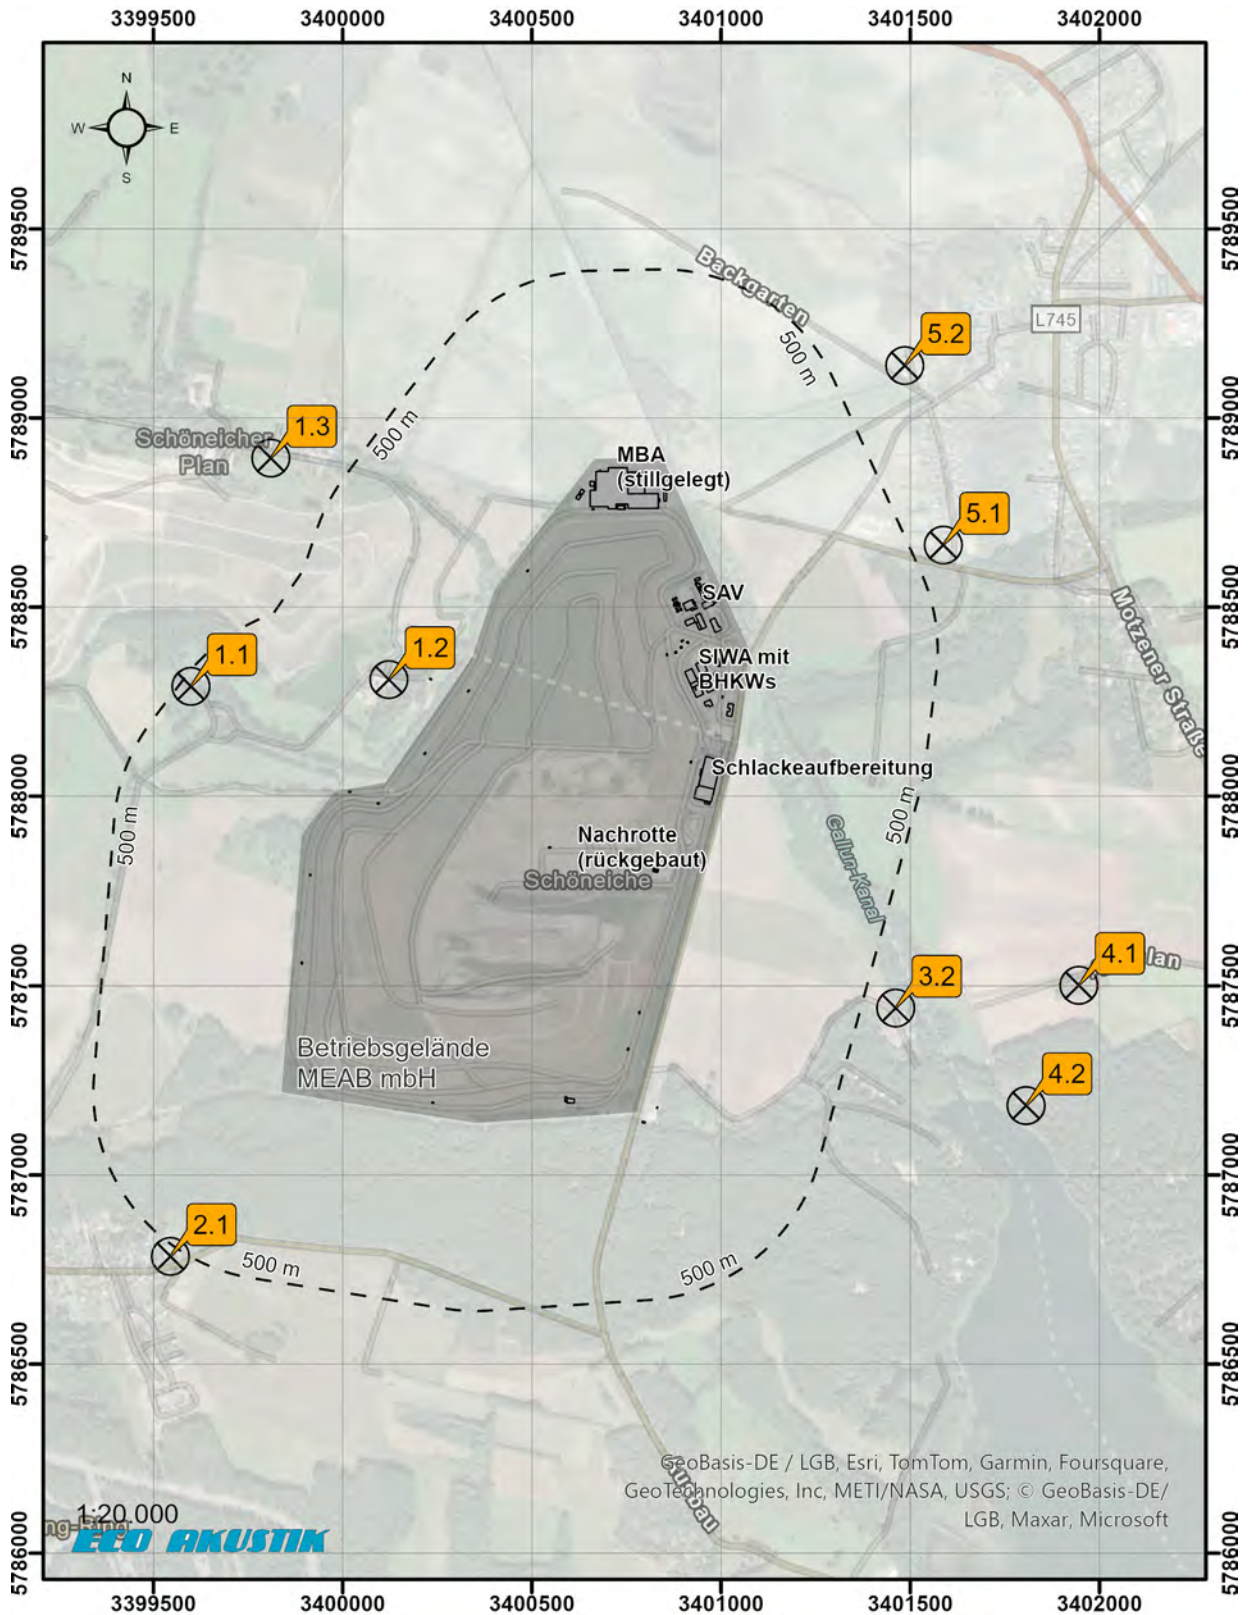 3399500 3400000 3400500 3401000 3401500 3402000
N
W E
S
5789500 5789500
Backgarten
L745
5.2
500 m
5789000 5789000
1.3
500 m
Schöneicher
Plan
MBA
(stillgelegt)
5.1
5788500 5788500
SAV
Motzener Straße
1.1
1.2
SIWA mit
BHKWs
Schlackeaufbereitung
5788000 5788000
500 m
500 m
Nachrotte
(rückgebaut)
Schöneiche
Gallun-Kanal
4.1
lan
3.2
5787500 5787500
Betriebsgelände
MEAB mbH
4.2
5787000 5787000
2.1
500 m
500 m
5786500 5786500
GeoBasis-DE / LGB, Esri, TomTom, Garmin, Foursquare,
GeoTechnologies, Inc, METI/NASA, USGS; © GeoBasis-DE/
LGB, Maxar, Microsoft
1:20.000
ng-Ring
ECO AKUSTIK
5786000 5786000
3399500 3400000 3400500 3401000 3401500 3402000